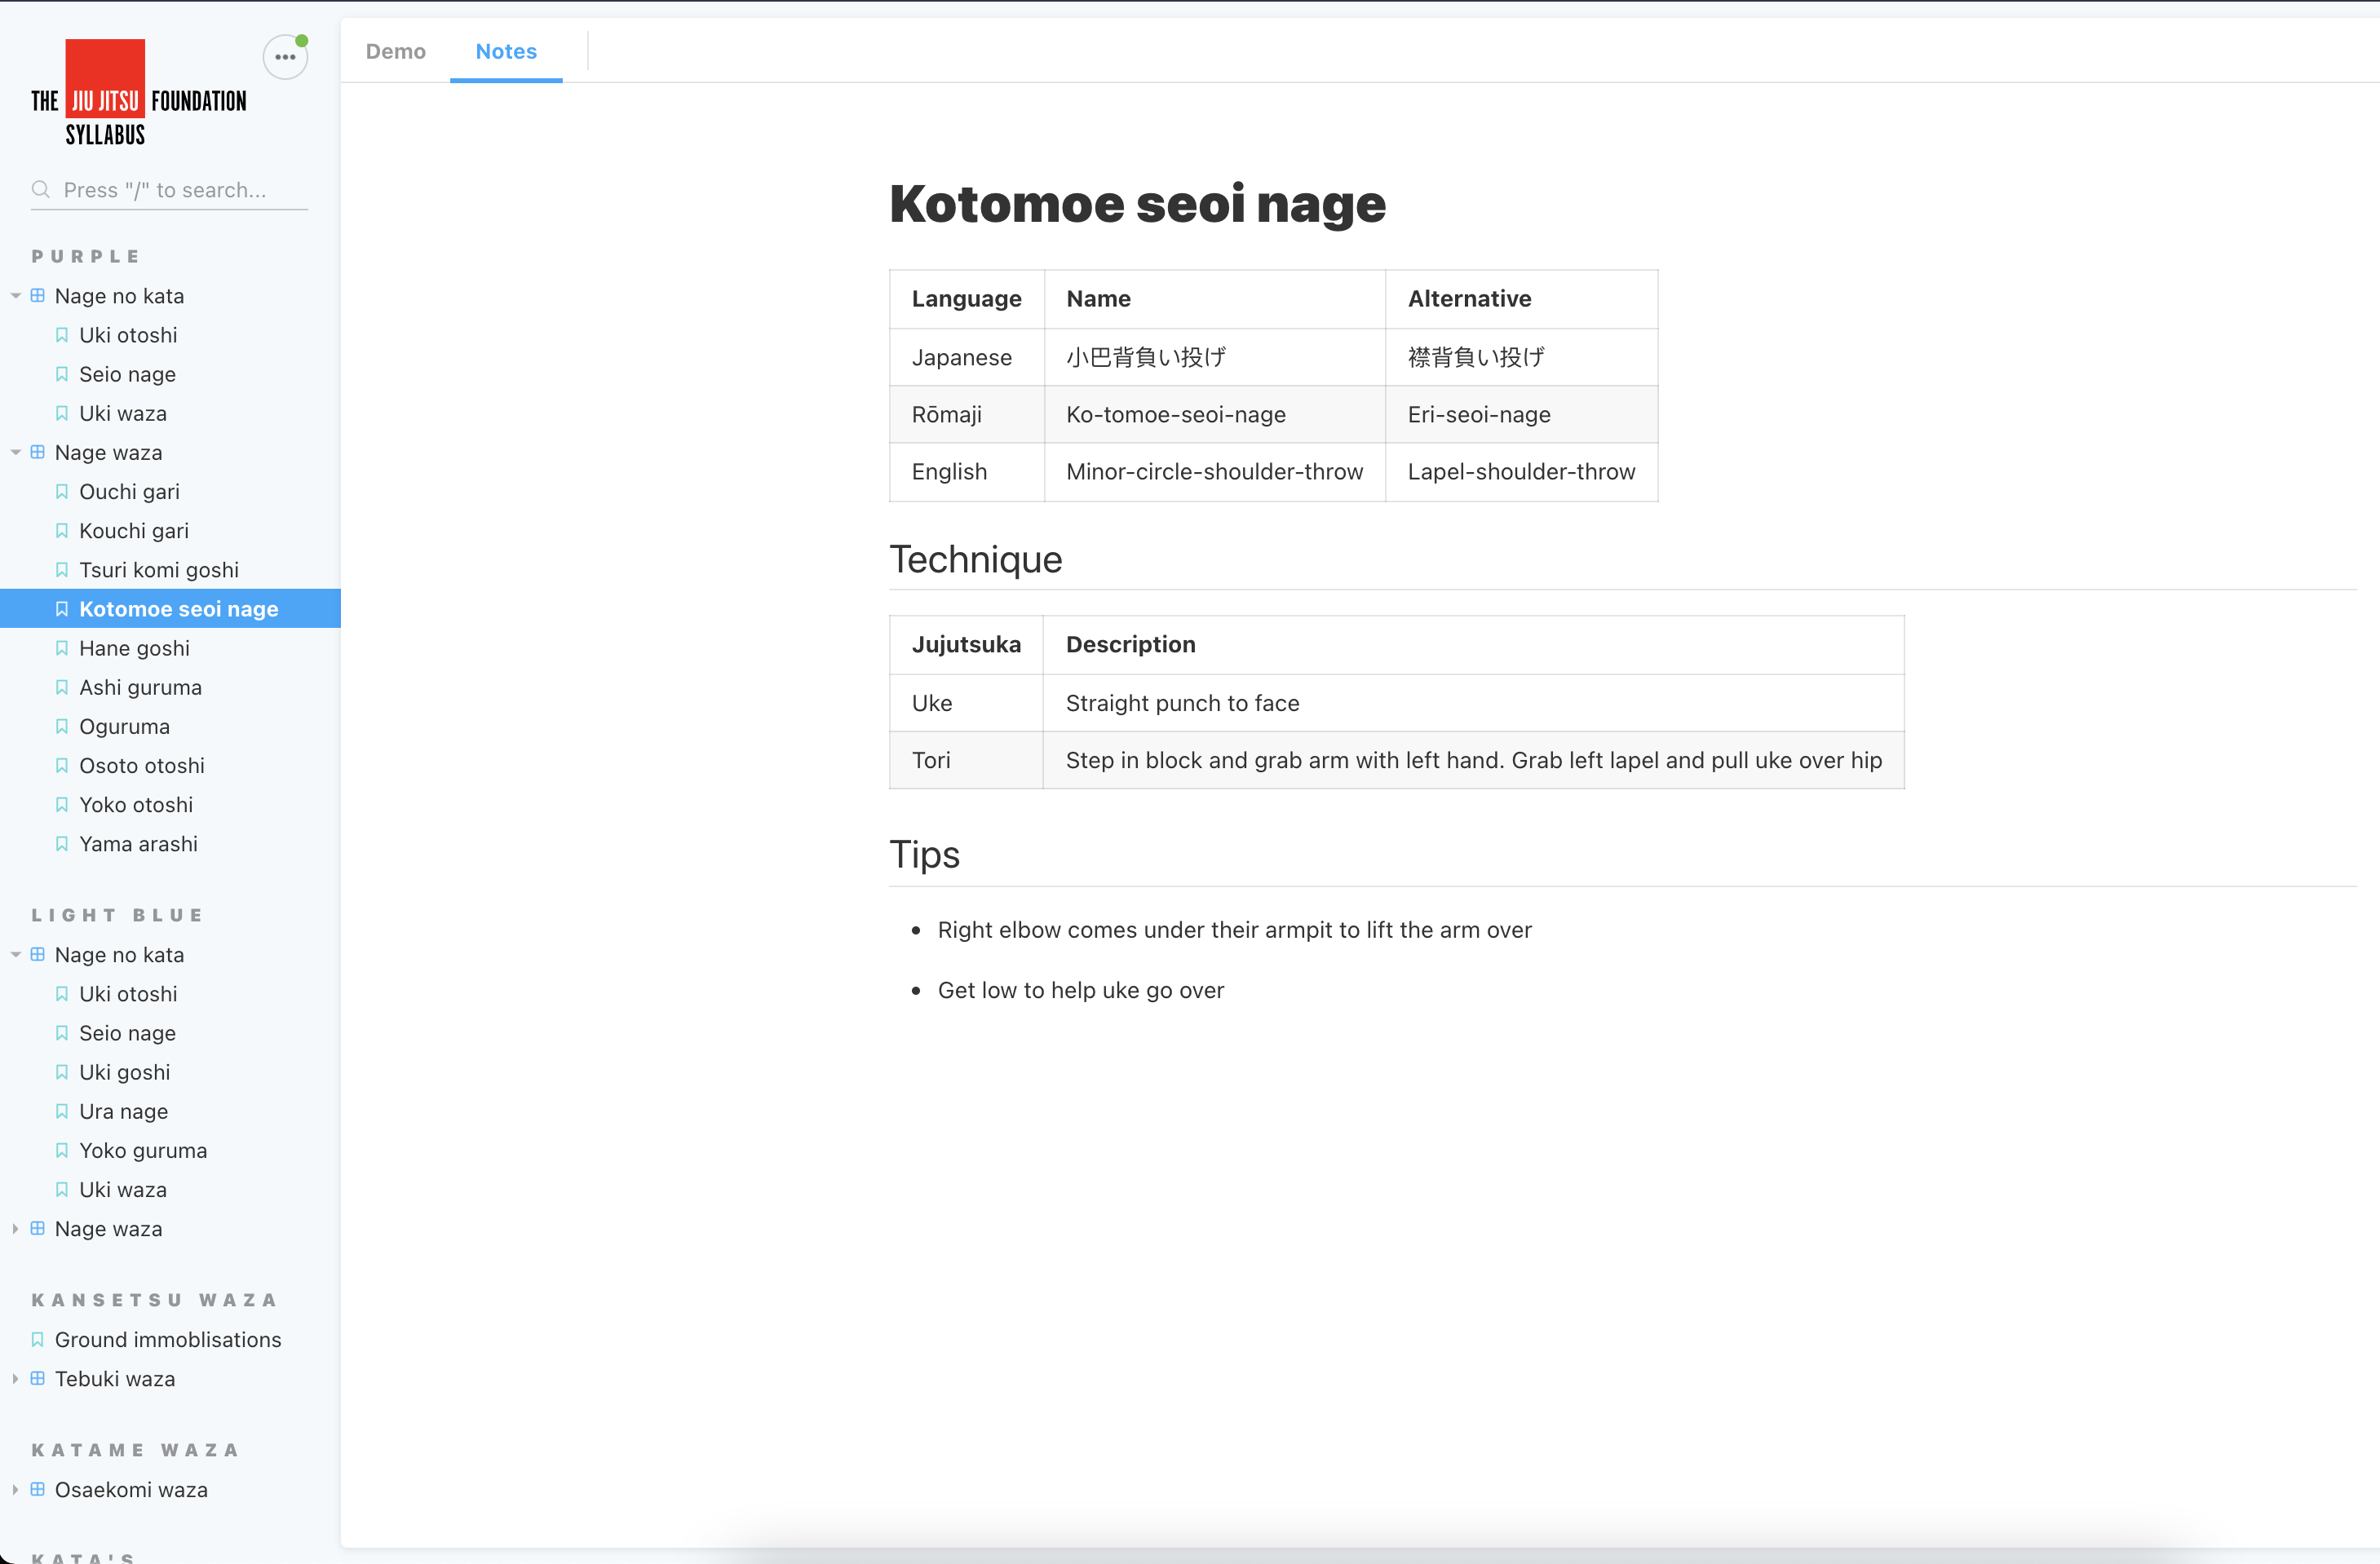 THE JIU JITSU FOUNDATION
SYLLABUS
Press "/" to search...
PURPLE
Nage no kata
Uki otoshi
Seio nage
Uki waza
Nage waza
Ouchi gari
Kouchi gari
Tsuri komi goshi
Kotomoe seoi nage
Hane goshi
Ashi guruma
Oguruma
Osoto otoshi
Yoko otoshi
Yama arashi
LIGHT BLUE
Nage no kata
Uki otoshi
Seio nage
Uki goshi
Ura nage
Yoko guruma
Uki waza
Nage waza
KANSETSU WAZA
Ground immoblisations
Tebuki waza
KATAME WAZA
Osaekomi waza
KATA'S
Demo Notes
Kotomoe seoi nage
Language Name Alternative
Japanese 小巴背負い投げ 襟背負い投げ
Rōmaji Ko-tomoe-seoi-nage Eri-seoi-nage
English Minor-circle-shoulder-throw Lapel-shoulder-throw
Technique
Jujutsuka Description
Uke Straight punch to face
Tori Step in block and grab arm with left hand. Grab left lapel and pull uke over hip
Tips
• Right elbow comes under their armpit to lift the arm over
• Get low to help uke go over